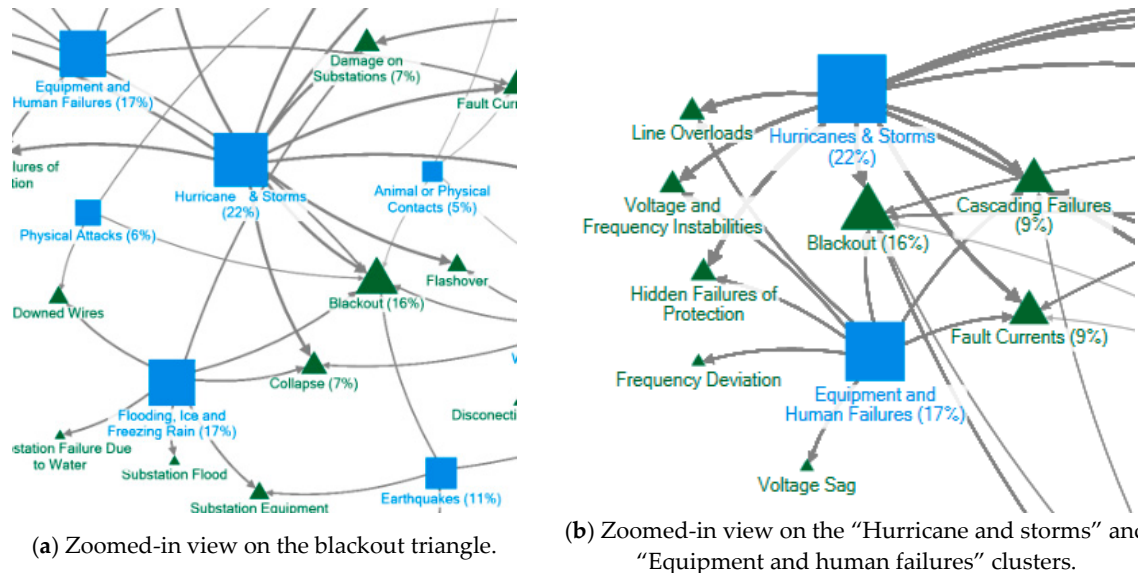 Damage on
Substations (7%)
Equipment and
Human Failures (17%)
Fault Curr
lures of
tion
Hurricane & Storms
(22%)
Animal or Physical
Contacts (5%)
Physical Attacks (6%)
Flashover
Blackout (16%)
Downed Wires
Collapse (7%)
Flooding, Ice and
Freezing Rain (17%)
Disconecti
bstation Failure Due
to Water
Substation Flood
Substation Equipment
Earthquakes (11%)
(a) Zoomed-in view on the blackout triangle.
Line Overloads
Hurricanes & Storms
(22%)
Voltage and
Frequency Instabilities
Cascading Failures
(9%)
Blackout (16%)
Hidden Failures of
Protection
Fault Currents (9%)
Frequency Deviation
Equipment and
Human Failures (17%)
Voltage Sag
(b) Zoomed-in view on the “Hurricane and storms” and
“Equipment and human failures” clusters.